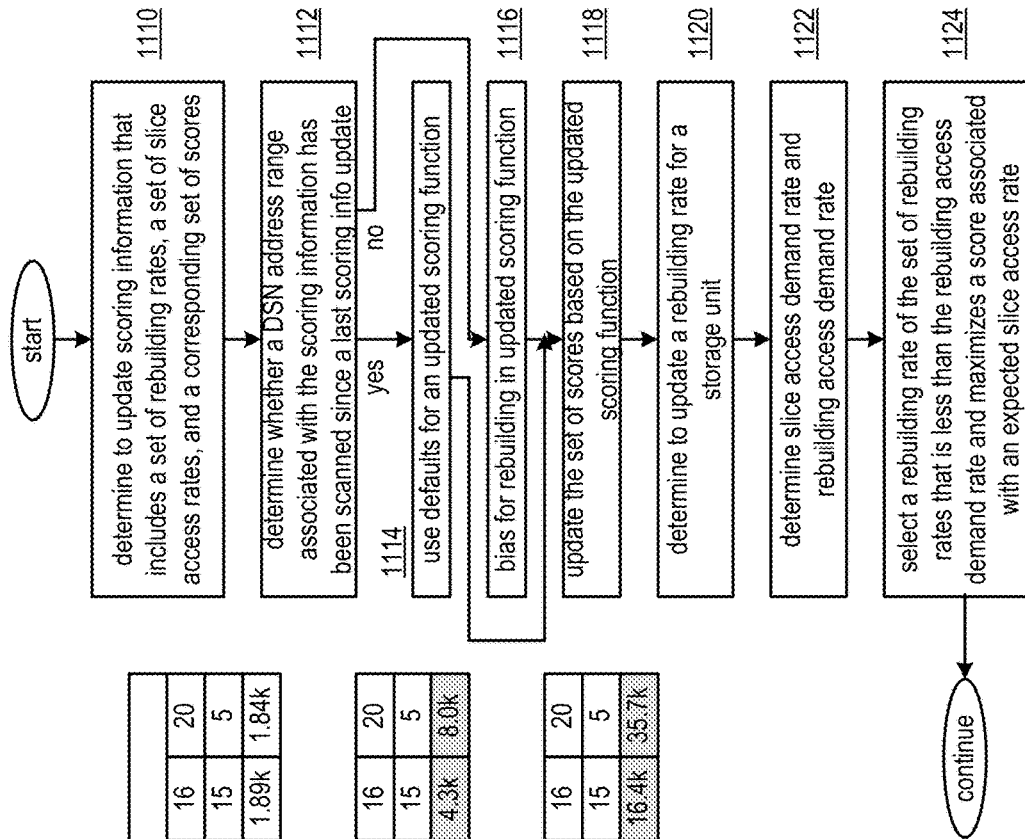 start
determine to update scoring information that
includes a set of rebuilding rates, a set of slice
access rates, and a corresponding set of scores
1110
determine whether a DSN address range
associated with the scoring information has
been scanned since a last scoring info update
1112
yes
no
1114
use defaults for an updated scoring function
bias for rebuilding in updated scoring function
1116
update the set of scores based on the updated
scoring function
1118
determine to update a rebuilding rate for a
storage unit
1120
determine slice access demand rate and
rebuilding access demand rate
1122
select a rebuilding rate of the set of rebuilding
rates that is less than the rebuilding access
demand rate and maximizes a score associated
with an expected slice access rate
1124
continue
16 20
15 5
1.89k 1.84k
16 20
15 5
4.3k 8.0k
16 20
15 5
16.4k 35.7k